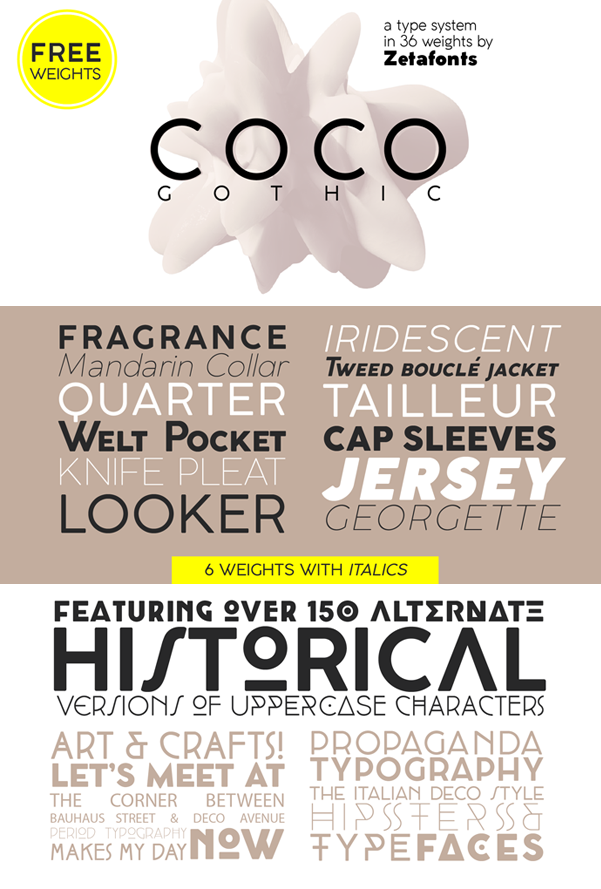 FREE
WEIGHTS
a type system
in 36 weights by
Zetafonts
COCO
GOTHIC
FRAGRANCE
Mandarin Collar
QUARTER
WELT POCKET
KNIFE PLEAT
LOOKER
IRIDESCENT
TWEED BOUCLÉ JACKET
TAILLEUR
CAP SLEEVES
JERSEY
GEORGETTE
6 WEIGHTS WITH ITALICS
FEATURING OVER 150 ALTERNATE
HISTORICAL
VERSIONS OF UPPERCASE CHARACTERS
ART & CRAFTS!
LET'S MEET AT
THE CORNER BETWEEN
BAUHAUS STREET & DECO AVENUE
PERIOD TYPOGRAPHY
MAKES MY DAY NOW
PROPAGANDA
TYPOGRAPHY
THE ITALIAN DECO STYLE
HIPSTERS&
TYPEFACES